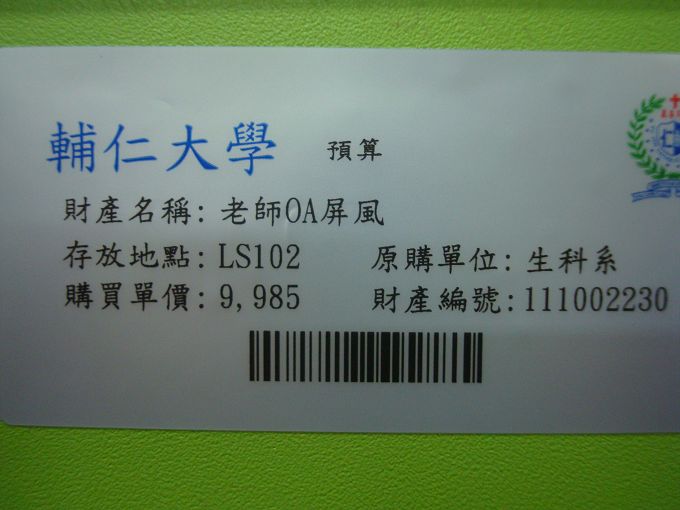 輔仁大學 預算
財產名稱: 老師OA屏風
存放地點: LS102 原購單位: 生科系
購買單價: 9,985 財產編號: 111002230